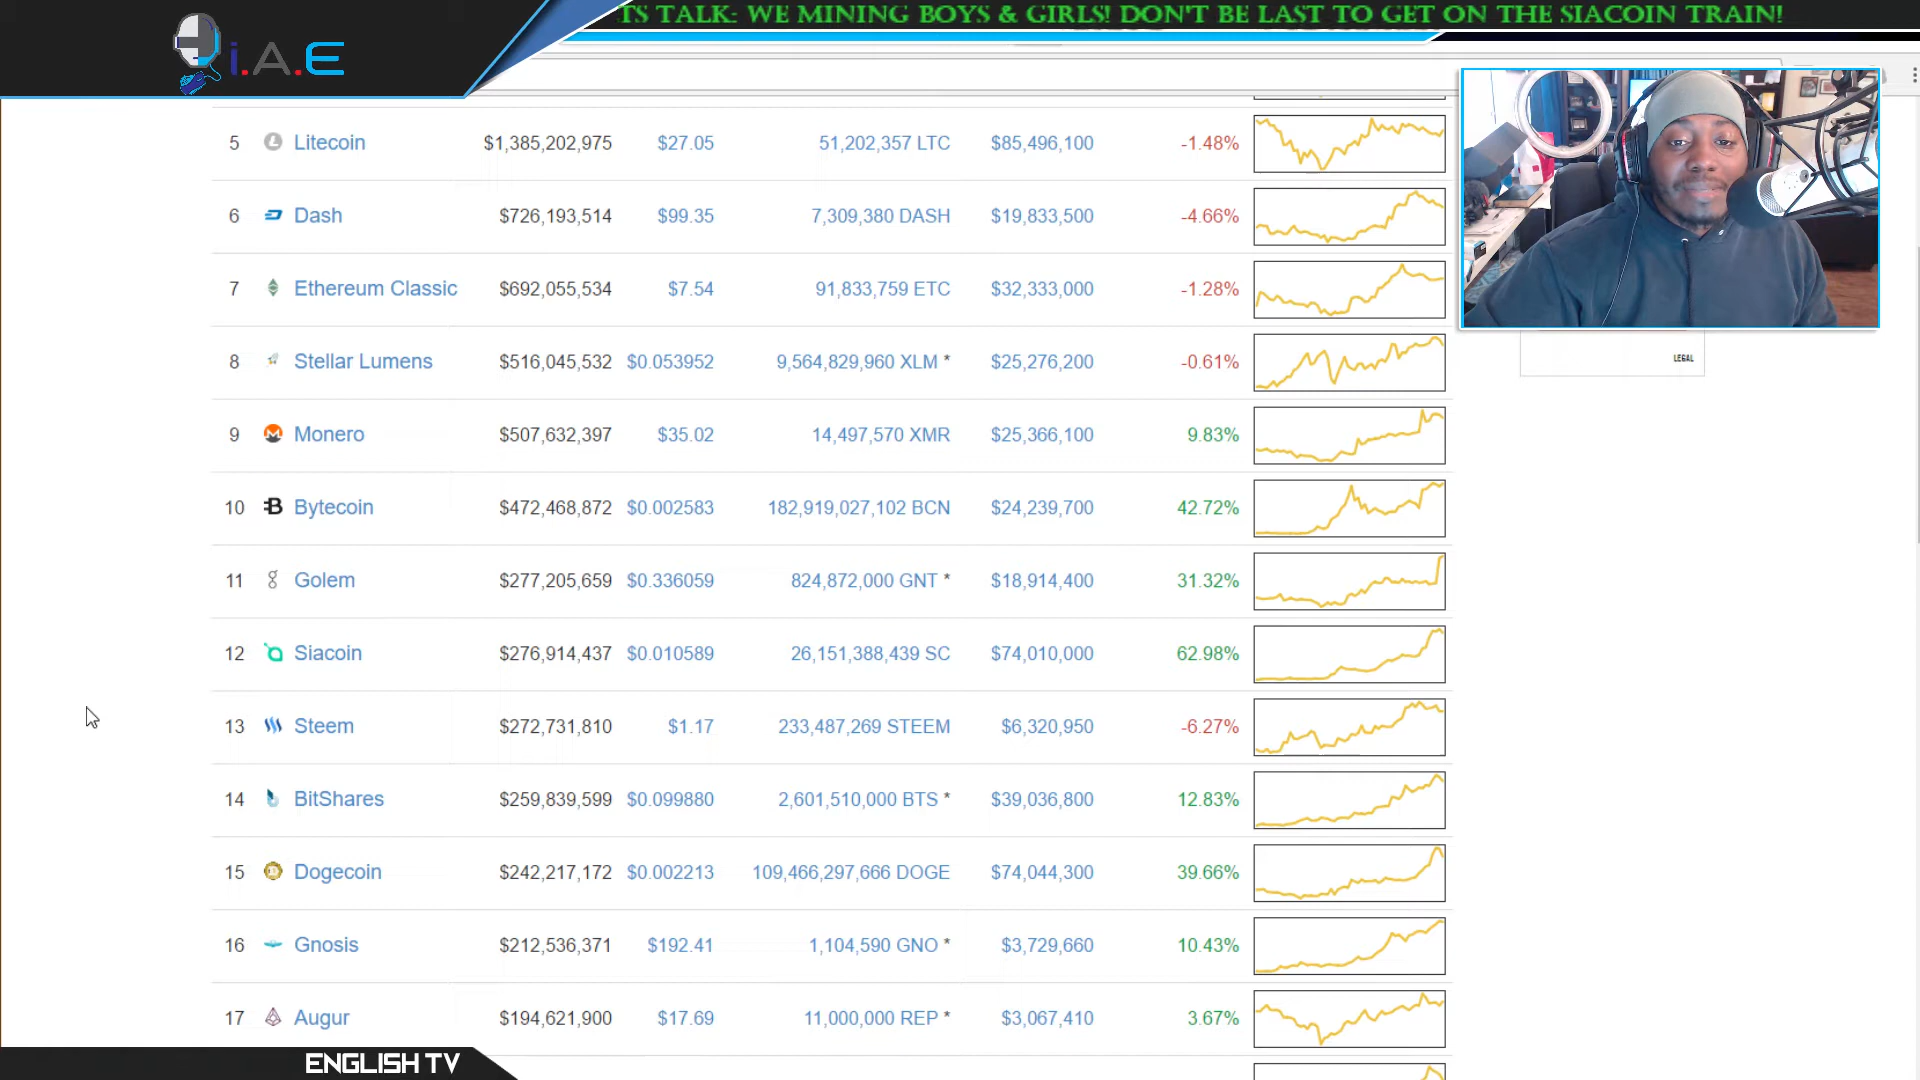 TS TALK: WE MINING BOYS & GIRLS! DON'T BE LAST TO GET ON THE SIACOIN TRAIN!
i.A.E
5 Litecoin $1,385,202,975 $27.05 51,202,357 LTC $85,496,100 -1.48%
6 Dash $726,193,514 $99.35 7,309,380 DASH $19,833,500 -4.66%
7 Ethereum Classic $692,055,534 $7.54 91,833,759 ETC $32,333,000 -1.28%
8 Stellar Lumens $516,045,532 $0.053952 9,564,829,960 XLM * $25,276,200 -0.61%
LEGAL
9 Monero $507,632,397 $35.02 14,497,570 XMR $25,366,100 9.83%
10 Bytecoin $472,468,872 $0.002583 182,919,027,102 BCN $24,239,700 42.72%
11 Golem $277,205,659 $0.336059 824,872,000 GNT * $18,914,400 31.32%
12 Siacoin $276,914,437 $0.010589 26,151,388,439 SC $74,010,000 62.98%
13 Steem $272,731,810 $1.17 233,487,269 STEEM $6,320,950 -6.27%
14 BitShares $259,839,599 $0.099880 2,601,510,000 BTS * $39,036,800 12.83%
15 Dogecoin $242,217,172 $0.002213 109,466,297,666 DOGE $74,044,300 39.66%
16 Gnosis $212,536,371 $192.41 1,104,590 GNO * $3,729,660 10.43%
17 Augur $194,621,900 $17.69 11,000,000 REP * $3,067,410 3.67%
ENGLISH TV